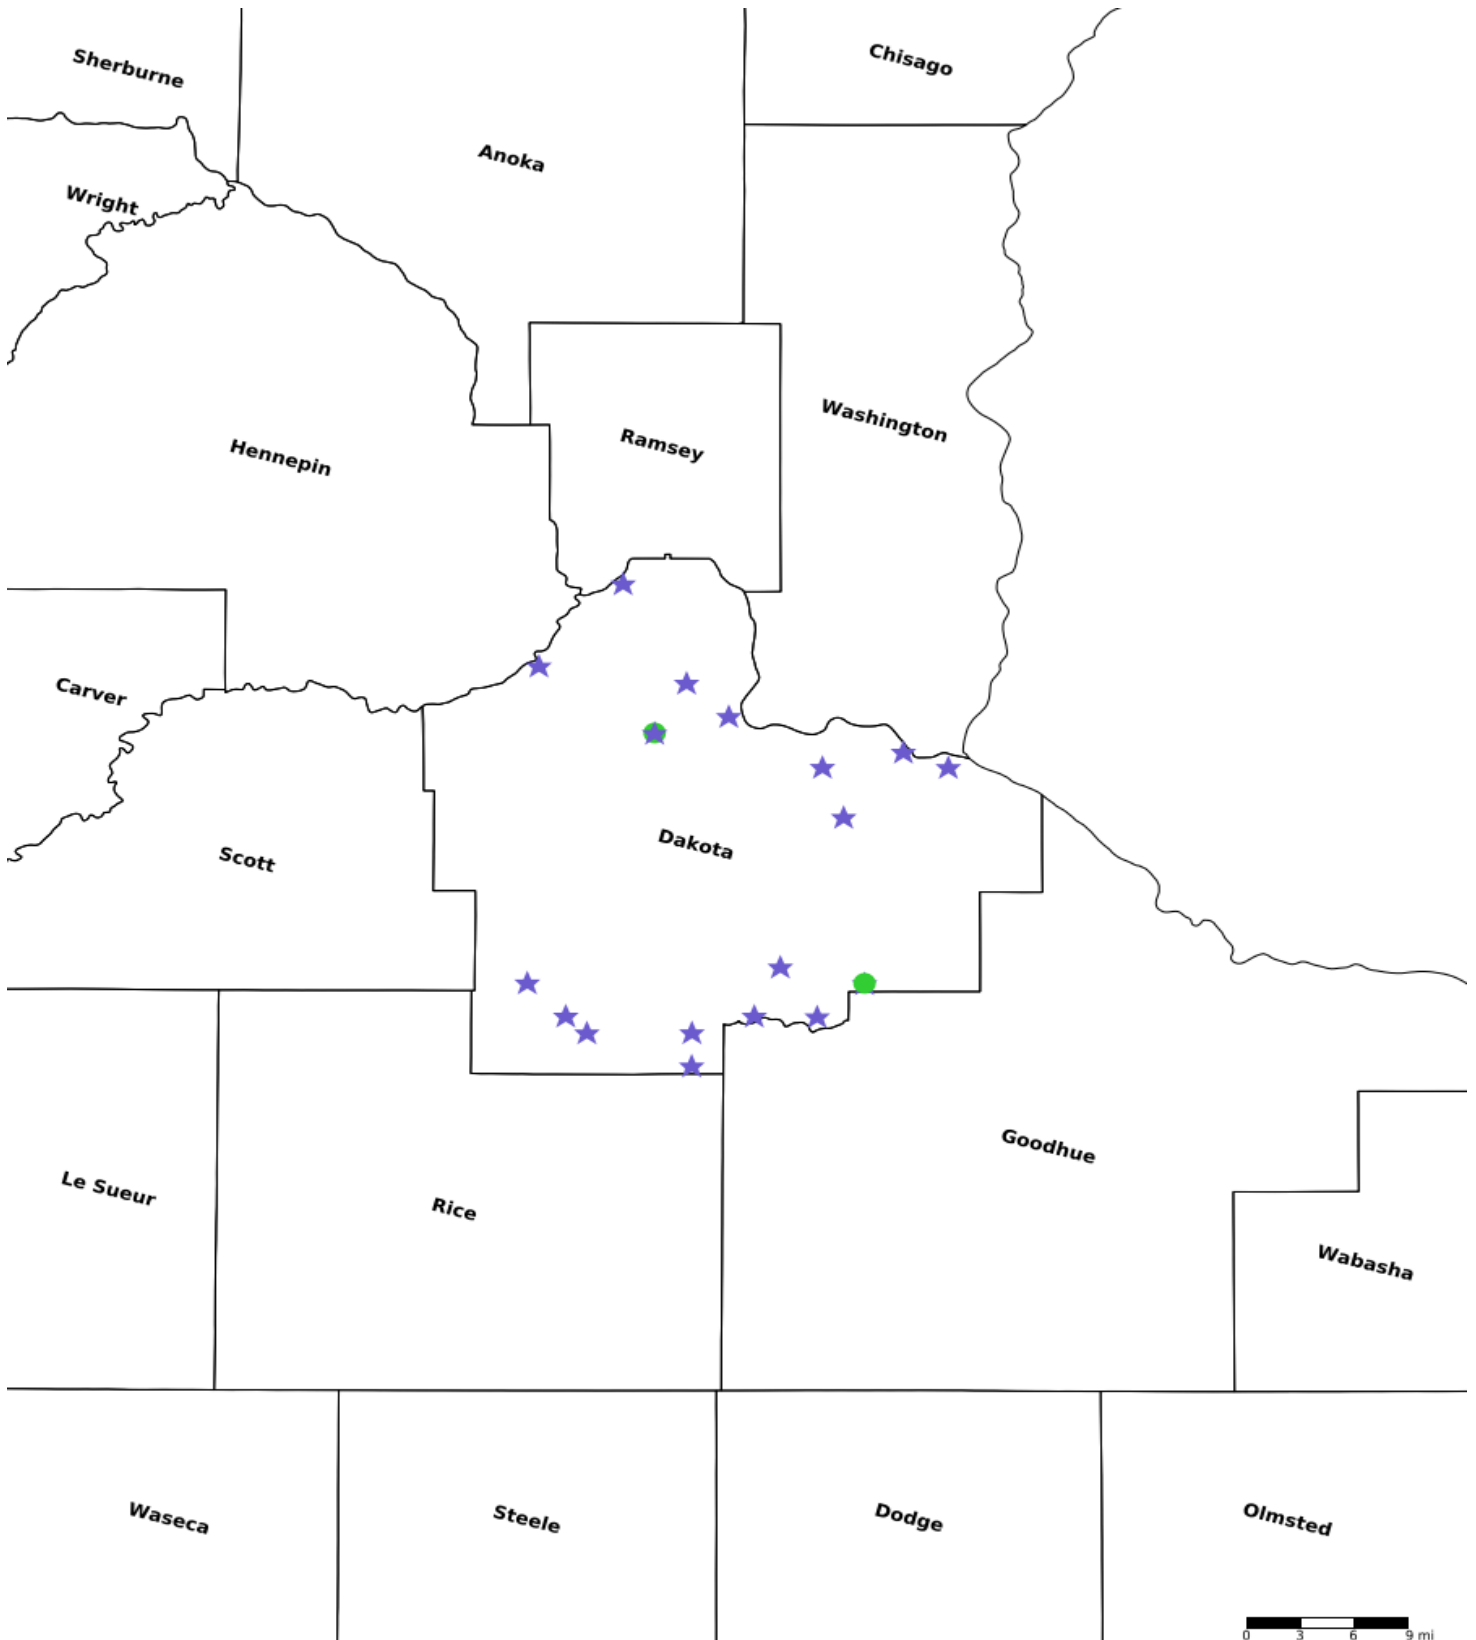 Sherburne
Chisago
Anoka
Wright
Washington
Ramsey
Hennepin
Carver
Dakota
Scott
Goodhue
Le Sueur
Rice
Wabasha
Waseca
Steele
Dodge
Olmsted
0 3 6 9 mi